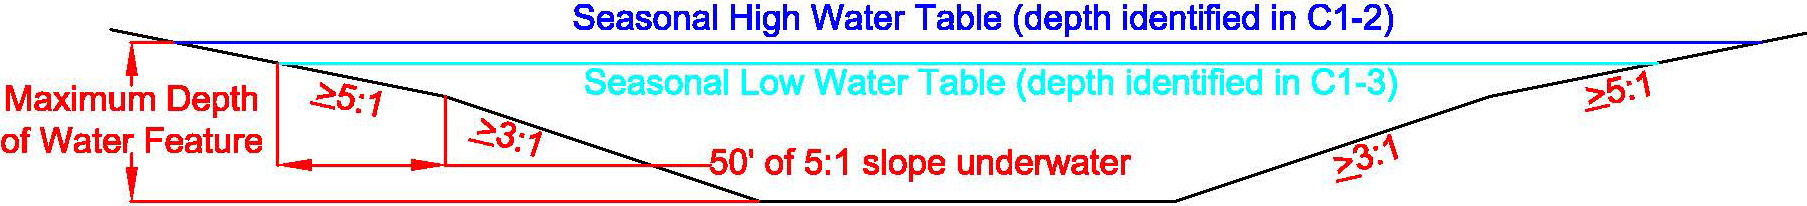 Seasonal High Water Table (depth identified in C1-2)
Seasonal Low Water Table (depth identified in C1-3)
Maximum Depth
of Water Feature
≥5:1
≥3:1
50' of 5:1 slope underwater
≥3:1
≥5:1